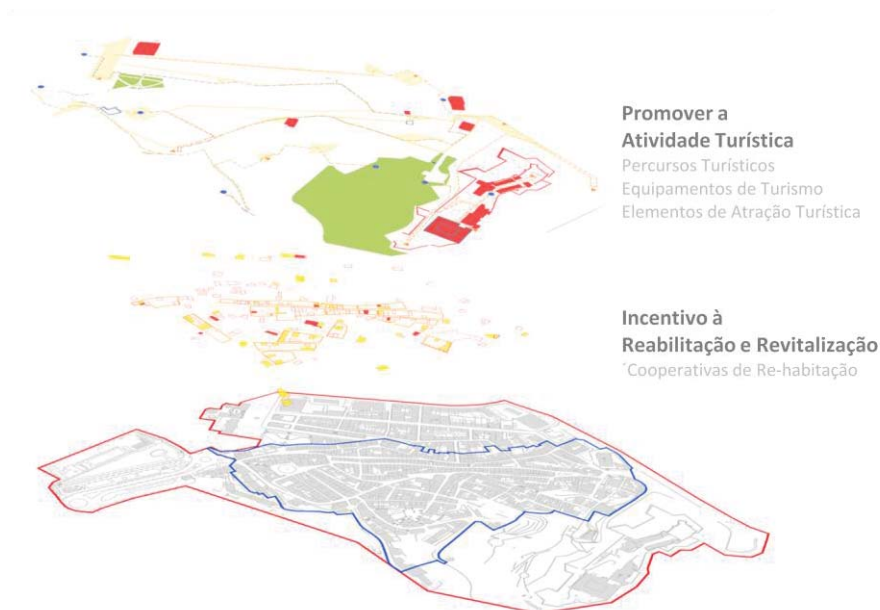 Promover a
Atividade Turística
Percursos Turísticos
Equipamentos de Turismo
Elementos de Atração Turística
Incentivo à
Reabilitação e Revitalização
´Cooperativas de Re-habitação